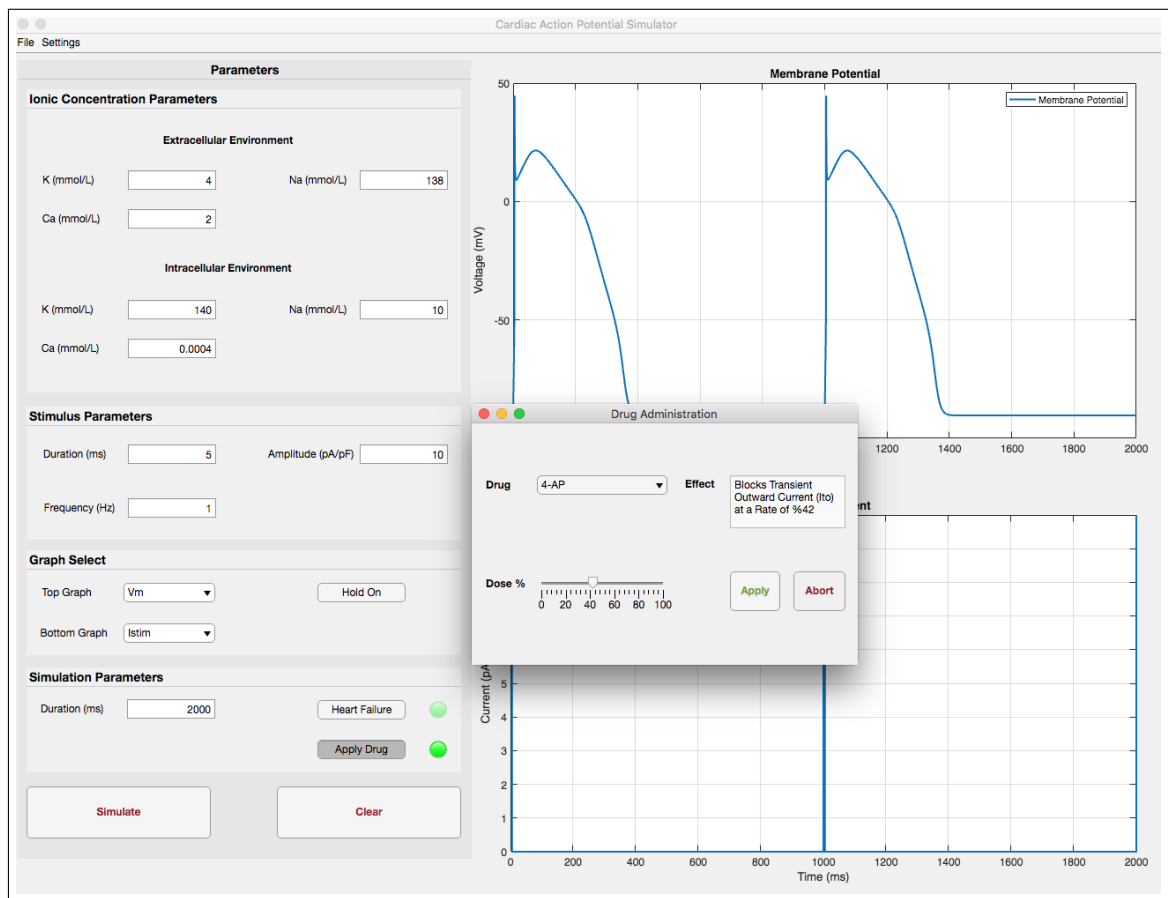 Cardiac Action Potential Simulator
File Settings
Parameters
Ionic Concentration Parameters
Extracellular Environment
K (mmol/L) 4 Na (mmol/L) 138
Ca (mmol/L) 2
Intracellular Environment
K (mmol/L) 140 Na (mmol/L) 10
Ca (mmol/L) 0.0004
Stimulus Parameters
Duration (ms) 5 Amplitude (pA/pF) 10
Frequency (Hz) 1
Graph Select
Top Graph Vm Hold On
Bottom Graph Istim
Simulation Parameters
Duration (ms) 2000 Heart Failure
Apply Drug
Simulate Clear
Membrane Potential
Membrane Potential
50
0
-50
Voltage (mV)
1200 1400 1600 1800 2000
Drug Administration
Drug 4-AP Effect
Blocks Transient
Outward Current (Ito)
at a Rate of %42
Dose %
0 20 40 60 80 100
Apply Abort
5
4
3
2
1
0
0 200 400 600 800 1000 1200 1400 1600 1800 2000
Time (ms)